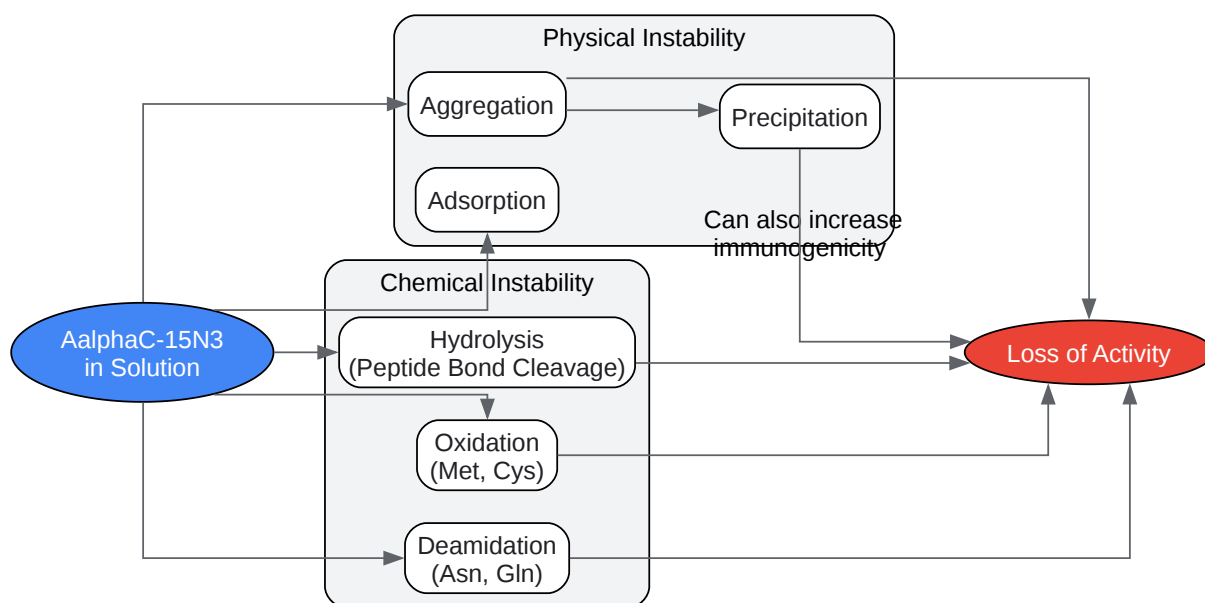 Physical Instability
Aggregation
Precipitation
Adsorption
Can also increase
immunogenicity
Chemical Instability
AalphaC-15N3
in Solution
Hydrolysis
(Peptide Bond Cleavage)
Loss of Activity
Oxidation
(Met, Cys)
Deamidation
(Asn, Gln)